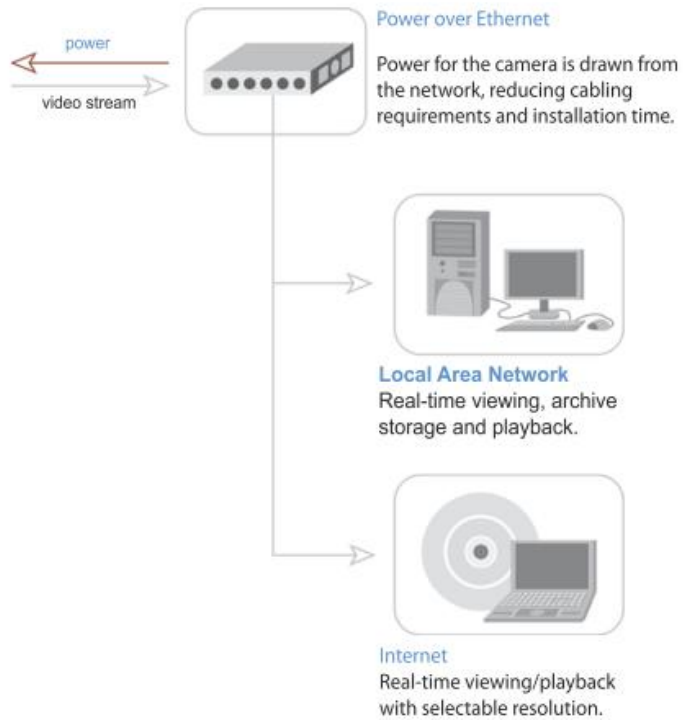 power
video stream
Power over Ethernet
Power for the camera is drawn from
the network, reducing cabling
requirements and installation time.
Local Area Network
Real-time viewing, archive
storage and playback.
Internet
Real-time viewing/playback
with selectable resolution.